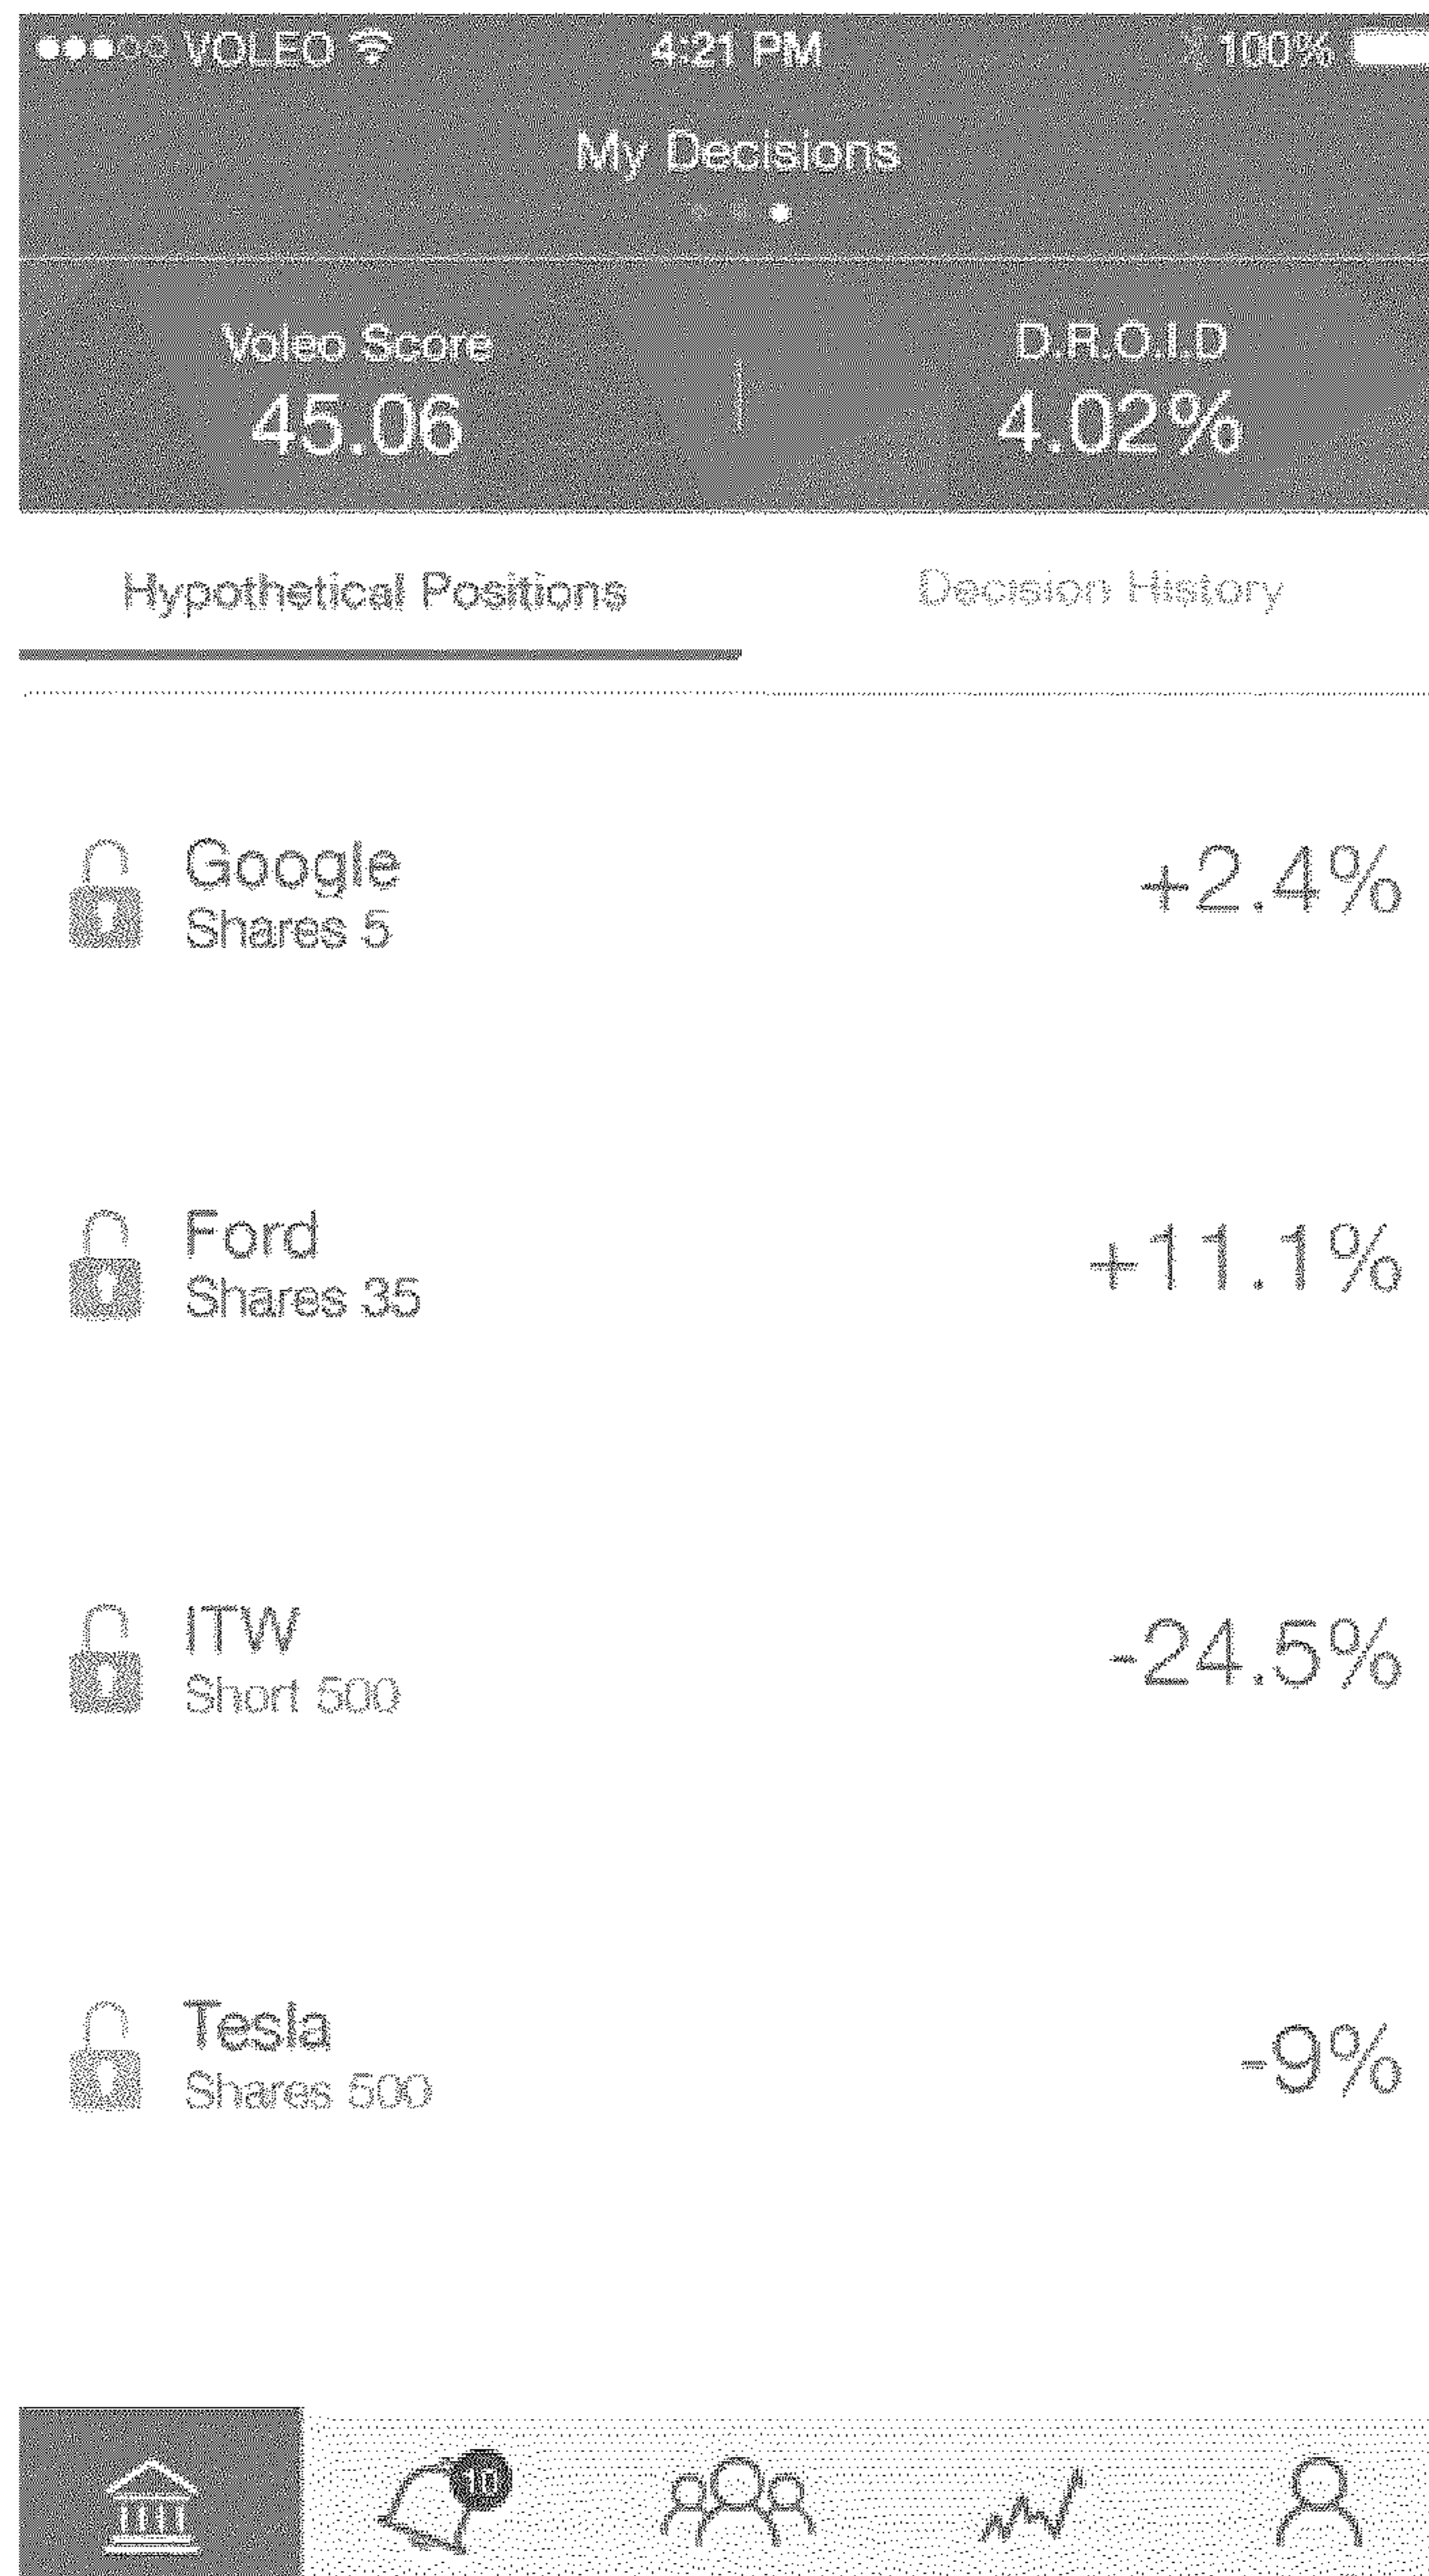 VOLEO 4:21 PM 100%
My Decisions
Voleo Score D.R.O.I.D
45.06 4.02%
Hypothetical Positions Decision History
Google +2.4%
Shares 5
Ford +11.1%
Shares 35
ITW -24.5%
Short 500
Tesla -9%
Shares 500
10